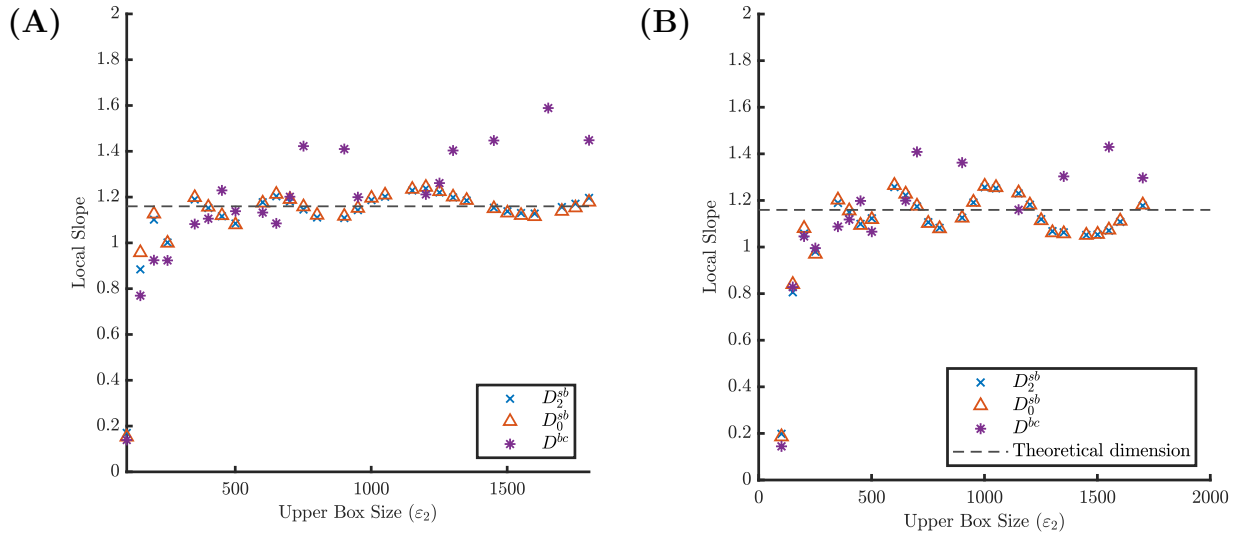 (A)
2
1.8
1.6
1.4
1.2
1
0.8
0.6
0.4
0.2
0
Local Slope
500
1000
1500
Upper Box Size (ε₂)
D₂ˢᵇ
D₀ˢᵇ
Dᵇᶜ
(B)
2
1.8
1.6
1.4
1.2
1
0.8
0.6
0.4
0.2
0
Local Slope
0
500
1000
1500
2000
Upper Box Size (ε₂)
D₂ˢᵇ
D₀ˢᵇ
Dᵇᶜ
Theoretical dimension